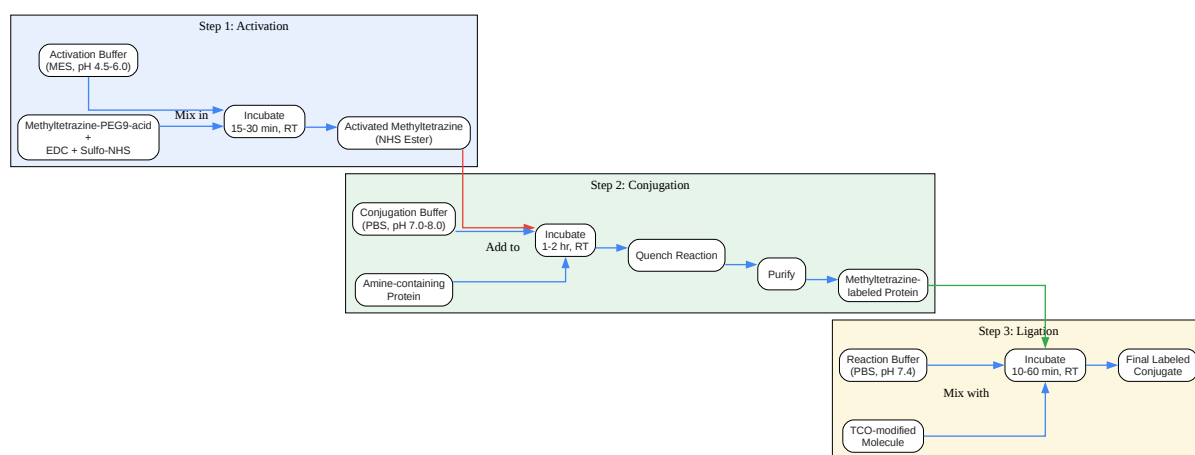 Step 1: Activation
Activation Buffer
(MES, pH 4.5-6.0)
Mix in
Methyltetrazine-PEG9-acid
+
EDC + Sulfo-NHS
Incubate
15-30 min, RT
Activated Methyltetrazine
(NHS Ester)
Step 2: Conjugation
Conjugation Buffer
(PBS, pH 7.0-8.0)
Add to
Amine-containing
Protein
Incubate
1-2 hr, RT
Quench Reaction
Purify
Methyltetrazine-
labeled Protein
Step 3: Ligation
Reaction Buffer
(PBS, pH 7.4)
Mix with
TCO-modified
Molecule
Incubate
10-60 min, RT
Final Labeled
Conjugate